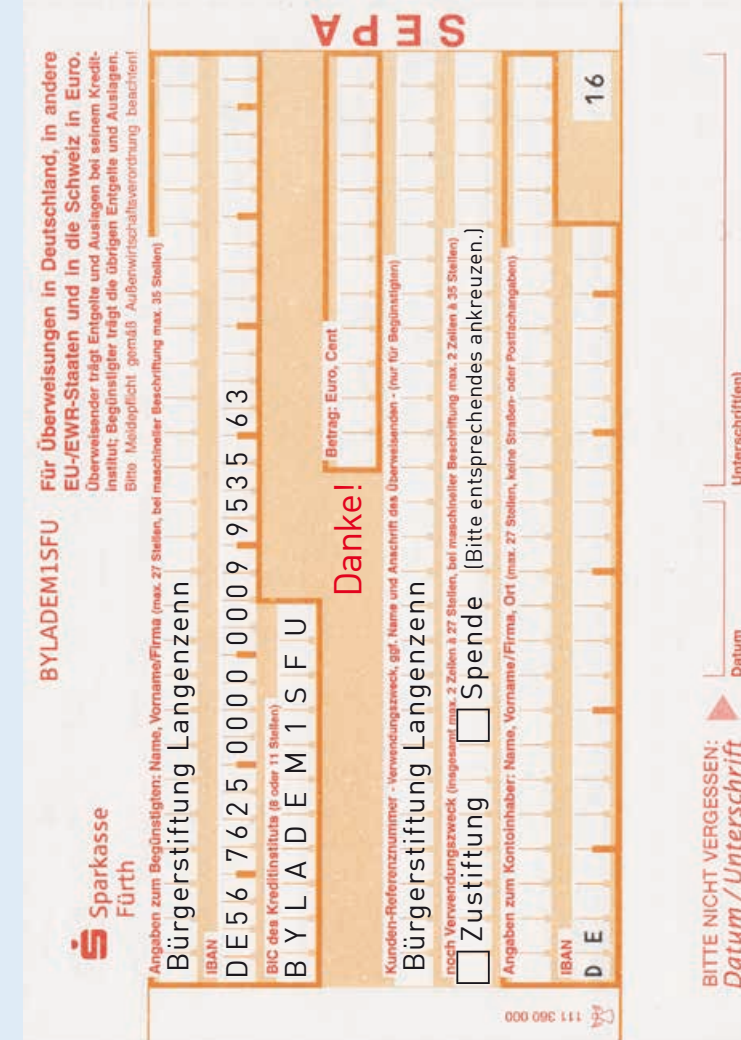 Sparkasse
Fürth
BYLADEM1SFU
Für Überweisungen in Deutschland, in andere
EU-/EWR-Staaten und in die Schweiz in Euro.
Überweisender trägt Entgelte und Auslagen bei seinem Kredit-
institut; Begünstigter trägt die übrigen Entgelte und Auslagen.
Bitte Meldepflicht gemäß Außenwirtschaftsverordnung beachten!
SEPA
Angaben zum Begünstigten: Name, Vorname/Firma (max. 27 Stellen, bei maschineller Beschriftung max. 35 Stellen)
Bürgerstiftung Langenzenn
IBAN
DE56 7625 0000 0009 9535 63
BIC des Kreditinstituts (8 oder 11 Stellen)
BYLADEM1SFU
Danke!
Betrag: Euro, Cent
Kunden-Referenznummer - Verwendungszweck, ggf. Name und Anschrift des Überweisenden - (nur für Begünstigten)
Bürgerstiftung Langenzenn
noch Verwendungszweck (insgesamt max. 2 Zeilen à 27 Stellen, bei maschineller Beschriftung max. 2 Zeilen à 35 Stellen)
Zustiftung Spende (Bitte entsprechendes ankreuzen.)
Angaben zum Kontoinhaber: Name, Vorname/Firma, Ort (max. 27 Stellen, keine Straßen- oder Postfachangaben)
IBAN
DE 16
111 360 000
BITTE NICHT VERGESSEN:
Datum/Unterschrift
Datum
Unterschrift(en)